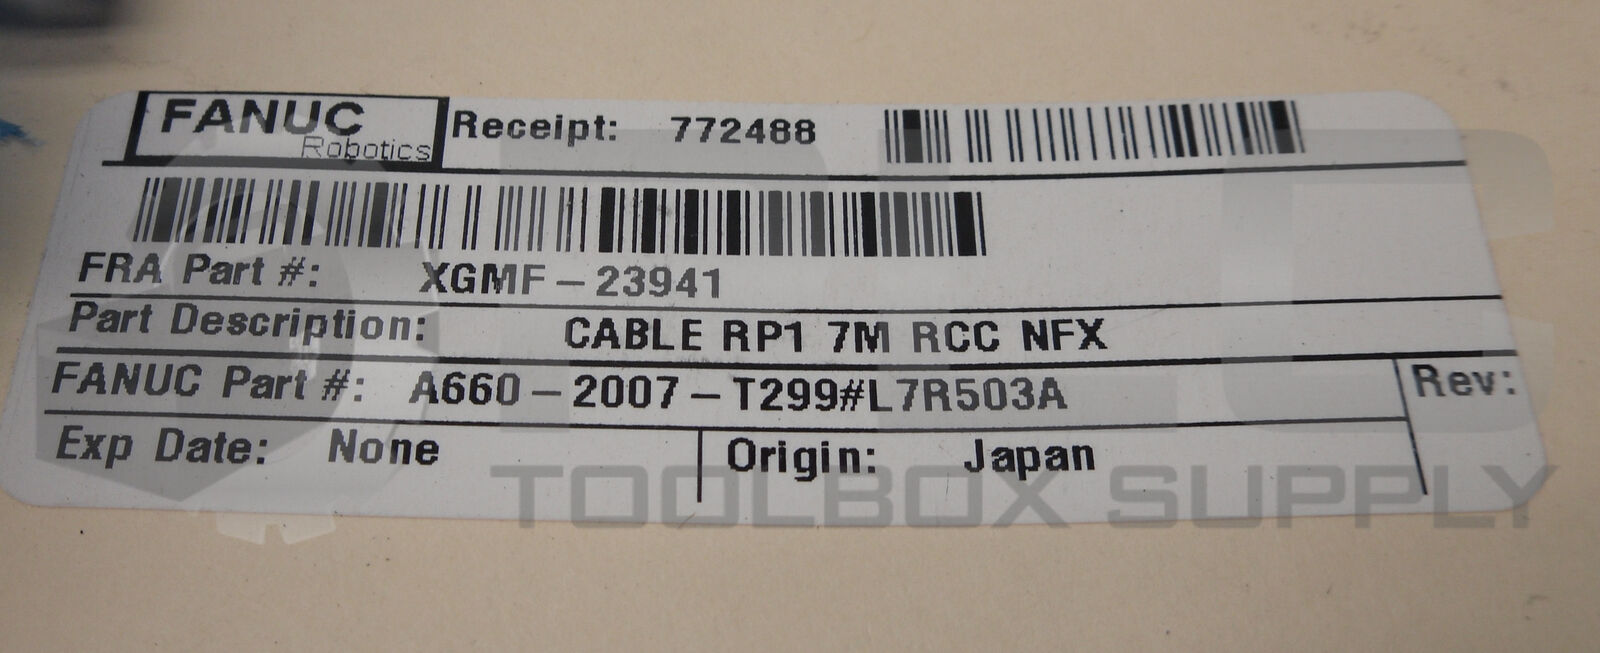 FANUC
Robotics
Receipt: 772488
FRA Part #: XGMF-23941
Part Description: CABLE RP1 7M RCC NFX
FANUC Part #: A660-2007-T299#L7R503A
Rev:
Exp Date: None
Origin: Japan
TOOLBOX SUPPLY